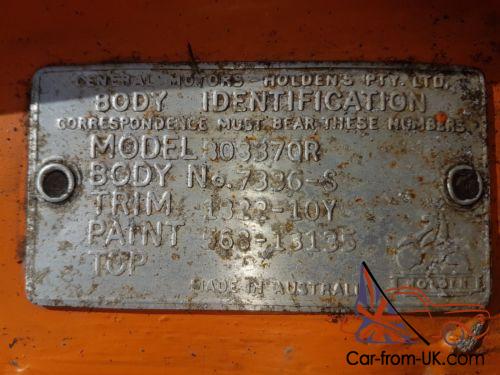 GENERAL MOTORS - HOLDEN'S PTY. LTD.
BODY IDENTIFICATION
CORRESPONDENCE MUST BEAR THESE NUMBERS
MODEL 80337QR
BODY No. 7336-S
TRIM 1322-10Y
PAINT 568-13135
TOP
MADE IN AUSTRALIA
HOLDEN
Car-from-UK.com